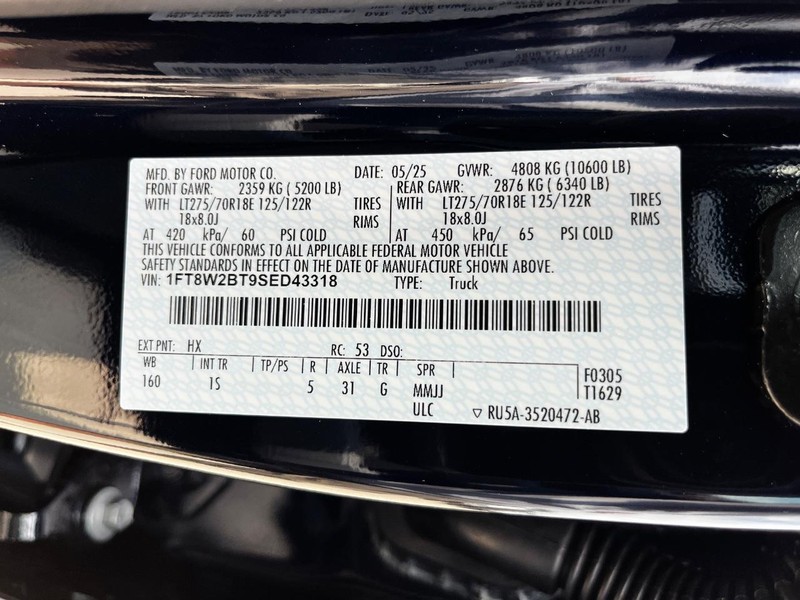 MFD. BY FORD MOTOR CO. DATE: 05/25 GVWR: 4808 KG (10600 LB)
FRONT GAWR: 2359 KG ( 5200 LB) REAR GAWR: 2876 KG ( 6340 LB)
WITH LT275/70R18E 125/122R TIRES WITH LT275/70R18E 125/122R TIRES
18x8.0J RIMS 18x8.0J RIMS
AT 420 kPa/ 60 PSI COLD AT 450 kPa/ 65 PSI COLD
THIS VEHICLE CONFORMS TO ALL APPLICABLE FEDERAL MOTOR VEHICLE
SAFETY STANDARDS IN EFFECT ON THE DATE OF MANUFACTURE SHOWN ABOVE.
VIN: 1FT8W2BT9SED43318 TYPE: Truck
EXT PNT: HX RC: 53 DSO:
WB INT TR TP/PS R AXLE TR SPR F0305
160 1S 5 31 G MMJJ T1629
ULC ▽ RU5A-3520472-AB